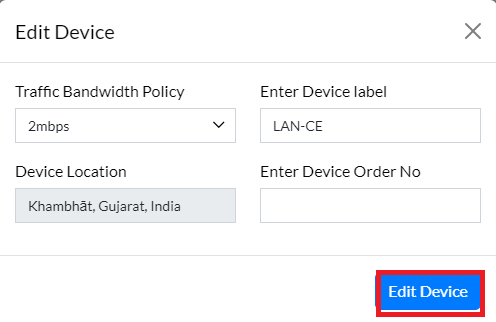 Edit Device
Traffic Bandwidth Policy
Enter Device label
2mbps
LAN-CE
Device Location
Enter Device Order No
Khambhāt, Gujarat, India
Edit Device